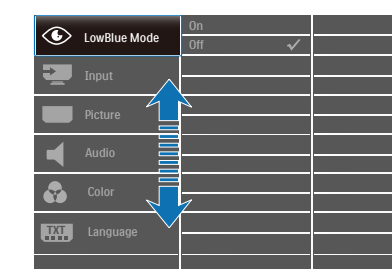 LowBlue Mode
On
Off
Input
Picture
Audio
Color
TXT
Language